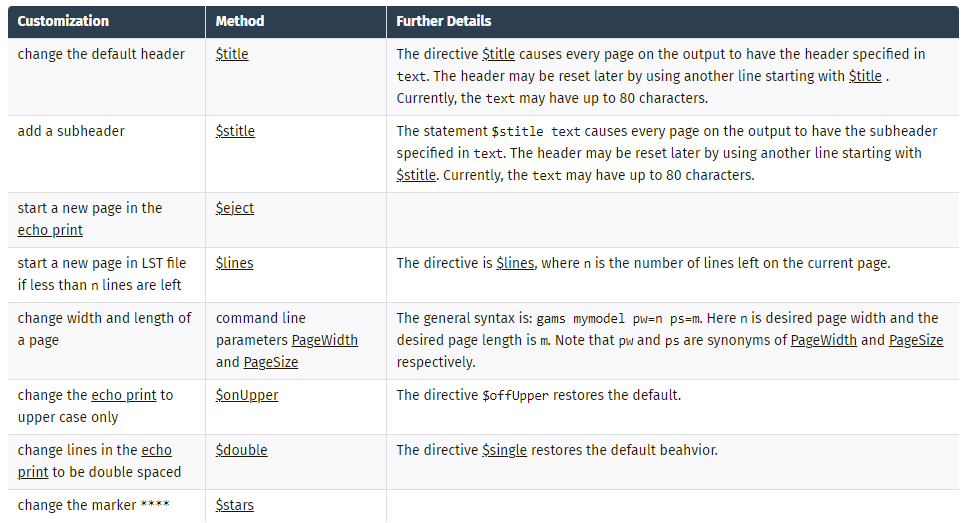 Customization Method Further Details
change the default header $title The directive $title causes every page on the output to have the header specified in
text. The header may be reset later by using another line starting with $title .
Currently, the text may have up to 80 characters.
add a subheader $stitle The statement $stitle text causes every page on the output to have the subheader
specified in text. The header may be reset later by using another line starting with
$stitle. Currently, the text may have up to 80 characters.
start a new page in the $eject
echo print
start a new page in LST file $lines The directive is $lines, where n is the number of lines left on the current page.
if less than n lines are left
change width and length of command line The general syntax is: gams mymodel pw=n ps=m. Here n is desired page width and the
a page parameters PageWidth desired page length is m. Note that pw and ps are synonyms of PageWidth and PageSize
and PageSize respectively.
change the echo print to $onUpper The directive $offUpper restores the default.
upper case only
change lines in the echo $double The directive $single restores the default beahvior.
print to be double spaced
change the marker **** $stars